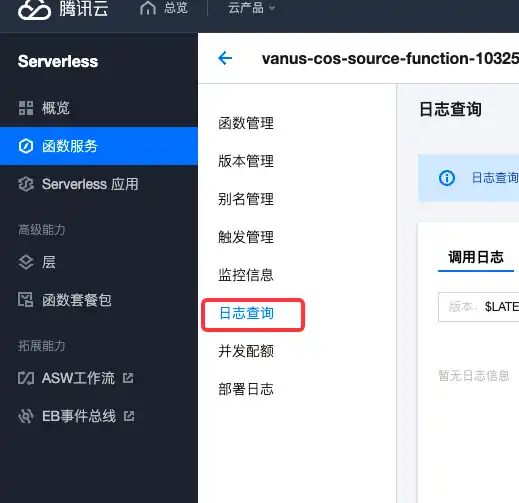 腾讯云 总览 云产品
Serverless
概览
函数服务
Serverless 应用
高级能力
层
函数套餐包
拓展能力
ASW工作流
EB事件总线
vanus-cos-source-function-10325
函数管理
版本管理
别名管理
触发管理
监控信息
日志查询
并发配额
部署日志
日志查询
日志查询
调用日志
版本: $LATE
暂无日志信息